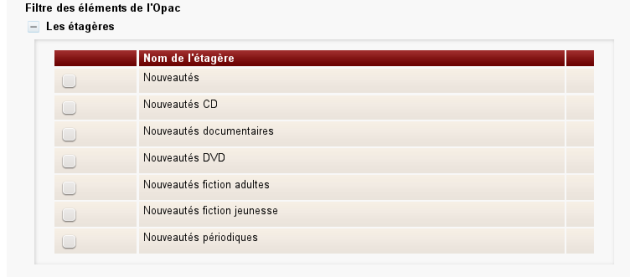 Filtre des éléments de l'Opac
Les étagères
Nom de l'étagère
Nouveautés
Nouveautés CD
Nouveautés documentaires
Nouveautés DVD
Nouveautés fiction adultes
Nouveautés fiction jeunesse
Nouveautés périodiques